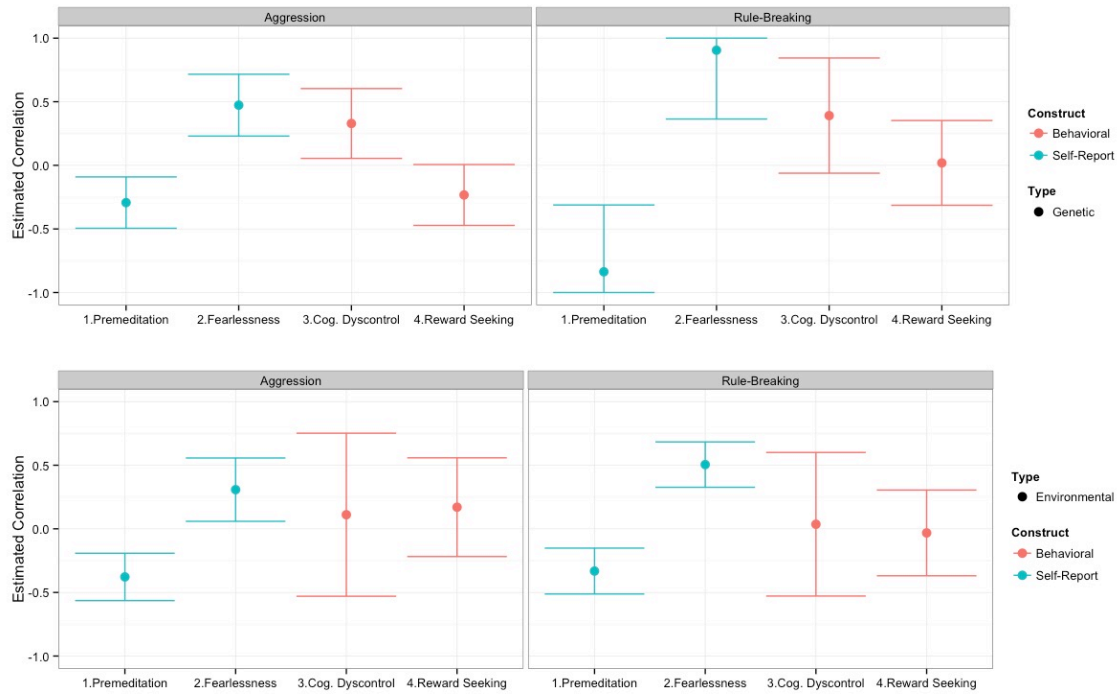 Aggression
Rule-Breaking
Estimated Correlation
1.0
0.5
0.0
-0.5
-1.0
1.Premeditation
2.Fearlessness
3.Cog. Dyscontrol
4.Reward Seeking
1.Premeditation
2.Fearlessness
3.Cog. Dyscontrol
4.Reward Seeking
Construct
Behavioral
Self-Report
Type
Genetic
Aggression
Rule-Breaking
Estimated Correlation
1.0
0.5
0.0
-0.5
-1.0
1.Premeditation
2.Fearlessness
3.Cog. Dyscontrol
4.Reward Seeking
1.Premeditation
2.Fearlessness
3.Cog. Dyscontrol
4.Reward Seeking
Type
Environmental
Construct
Behavioral
Self-Report